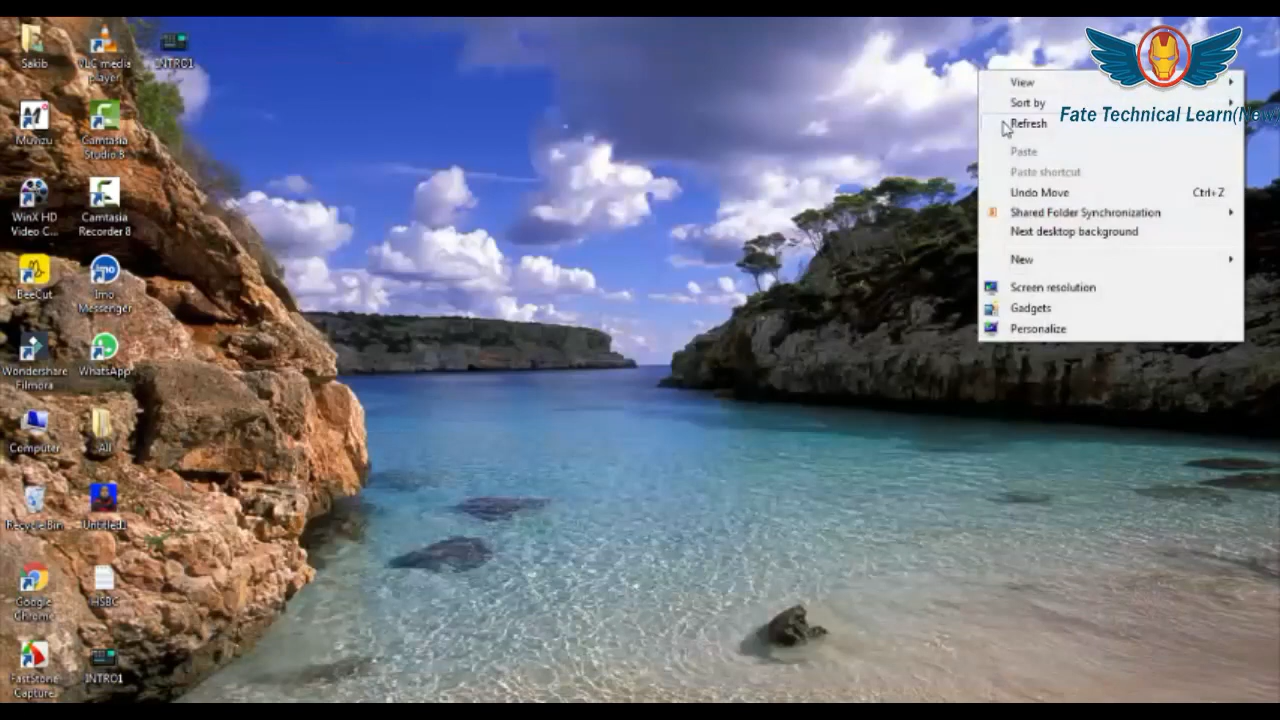 Sakib
VLC media
player
INTRO1
Muvizu
Camtasia
Studio 8
WinX HD
Video C...
Camtasia
Recorder 8
BeeCut
Imo
Messenger
Wondershare
Filmora
WhatsApp
Computer
All
Recycle Bin
Untitled1
Google
Chrome
HSBC
FastStone
Capture
INTRO1
View
Sort by
Refresh
Paste
Paste shortcut
Undo Move Ctrl+Z
Shared Folder Synchronization
Next desktop background
New
Screen resolution
Gadgets
Personalize
Fate Technical Learn(New